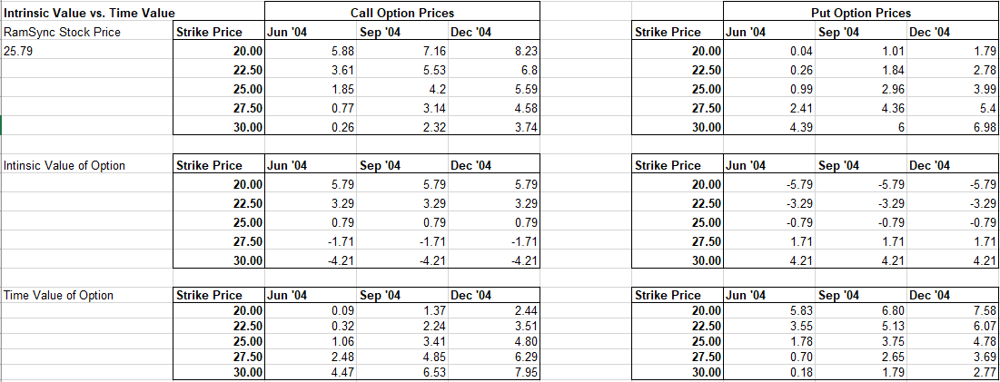 Intrinsic Value vs. Time Value Call Option Prices Put Option Prices
RamSync Stock Price Strike Price Jun '04 Sep '04 Dec '04 Strike Price Jun '04 Sep '04 Dec '04
25.79 20.00 5.88 7.16 8.23 20.00 0.04 1.01 1.79
22.50 3.61 5.53 6.8 22.50 0.26 1.84 2.78
25.00 1.85 4.2 5.59 25.00 0.99 2.96 3.99
27.50 0.77 3.14 4.58 27.50 2.41 4.36 5.4
30.00 0.26 2.32 3.74 30.00 4.39 6 6.98
Intinsic Value of Option Strike Price Jun '04 Sep '04 Dec '04 Strike Price Jun '04 Sep '04 Dec '04
20.00 5.79 5.79 5.79 20.00 -5.79 -5.79 -5.79
22.50 3.29 3.29 3.29 22.50 -3.29 -3.29 -3.29
25.00 0.79 0.79 0.79 25.00 -0.79 -0.79 -0.79
27.50 -1.71 -1.71 -1.71 27.50 1.71 1.71 1.71
30.00 -4.21 -4.21 -4.21 30.00 4.21 4.21 4.21
Time Value of Option Strike Price Jun '04 Sep '04 Dec '04 Strike Price Jun '04 Sep '04 Dec '04
20.00 0.09 1.37 2.44 20.00 5.83 6.80 7.58
22.50 0.32 2.24 3.51 22.50 3.55 5.13 6.07
25.00 1.06 3.41 4.80 25.00 1.78 3.75 4.78
27.50 2.48 4.85 6.29 27.50 0.70 2.65 3.69
30.00 4.47 6.53 7.95 30.00 0.18 1.79 2.77